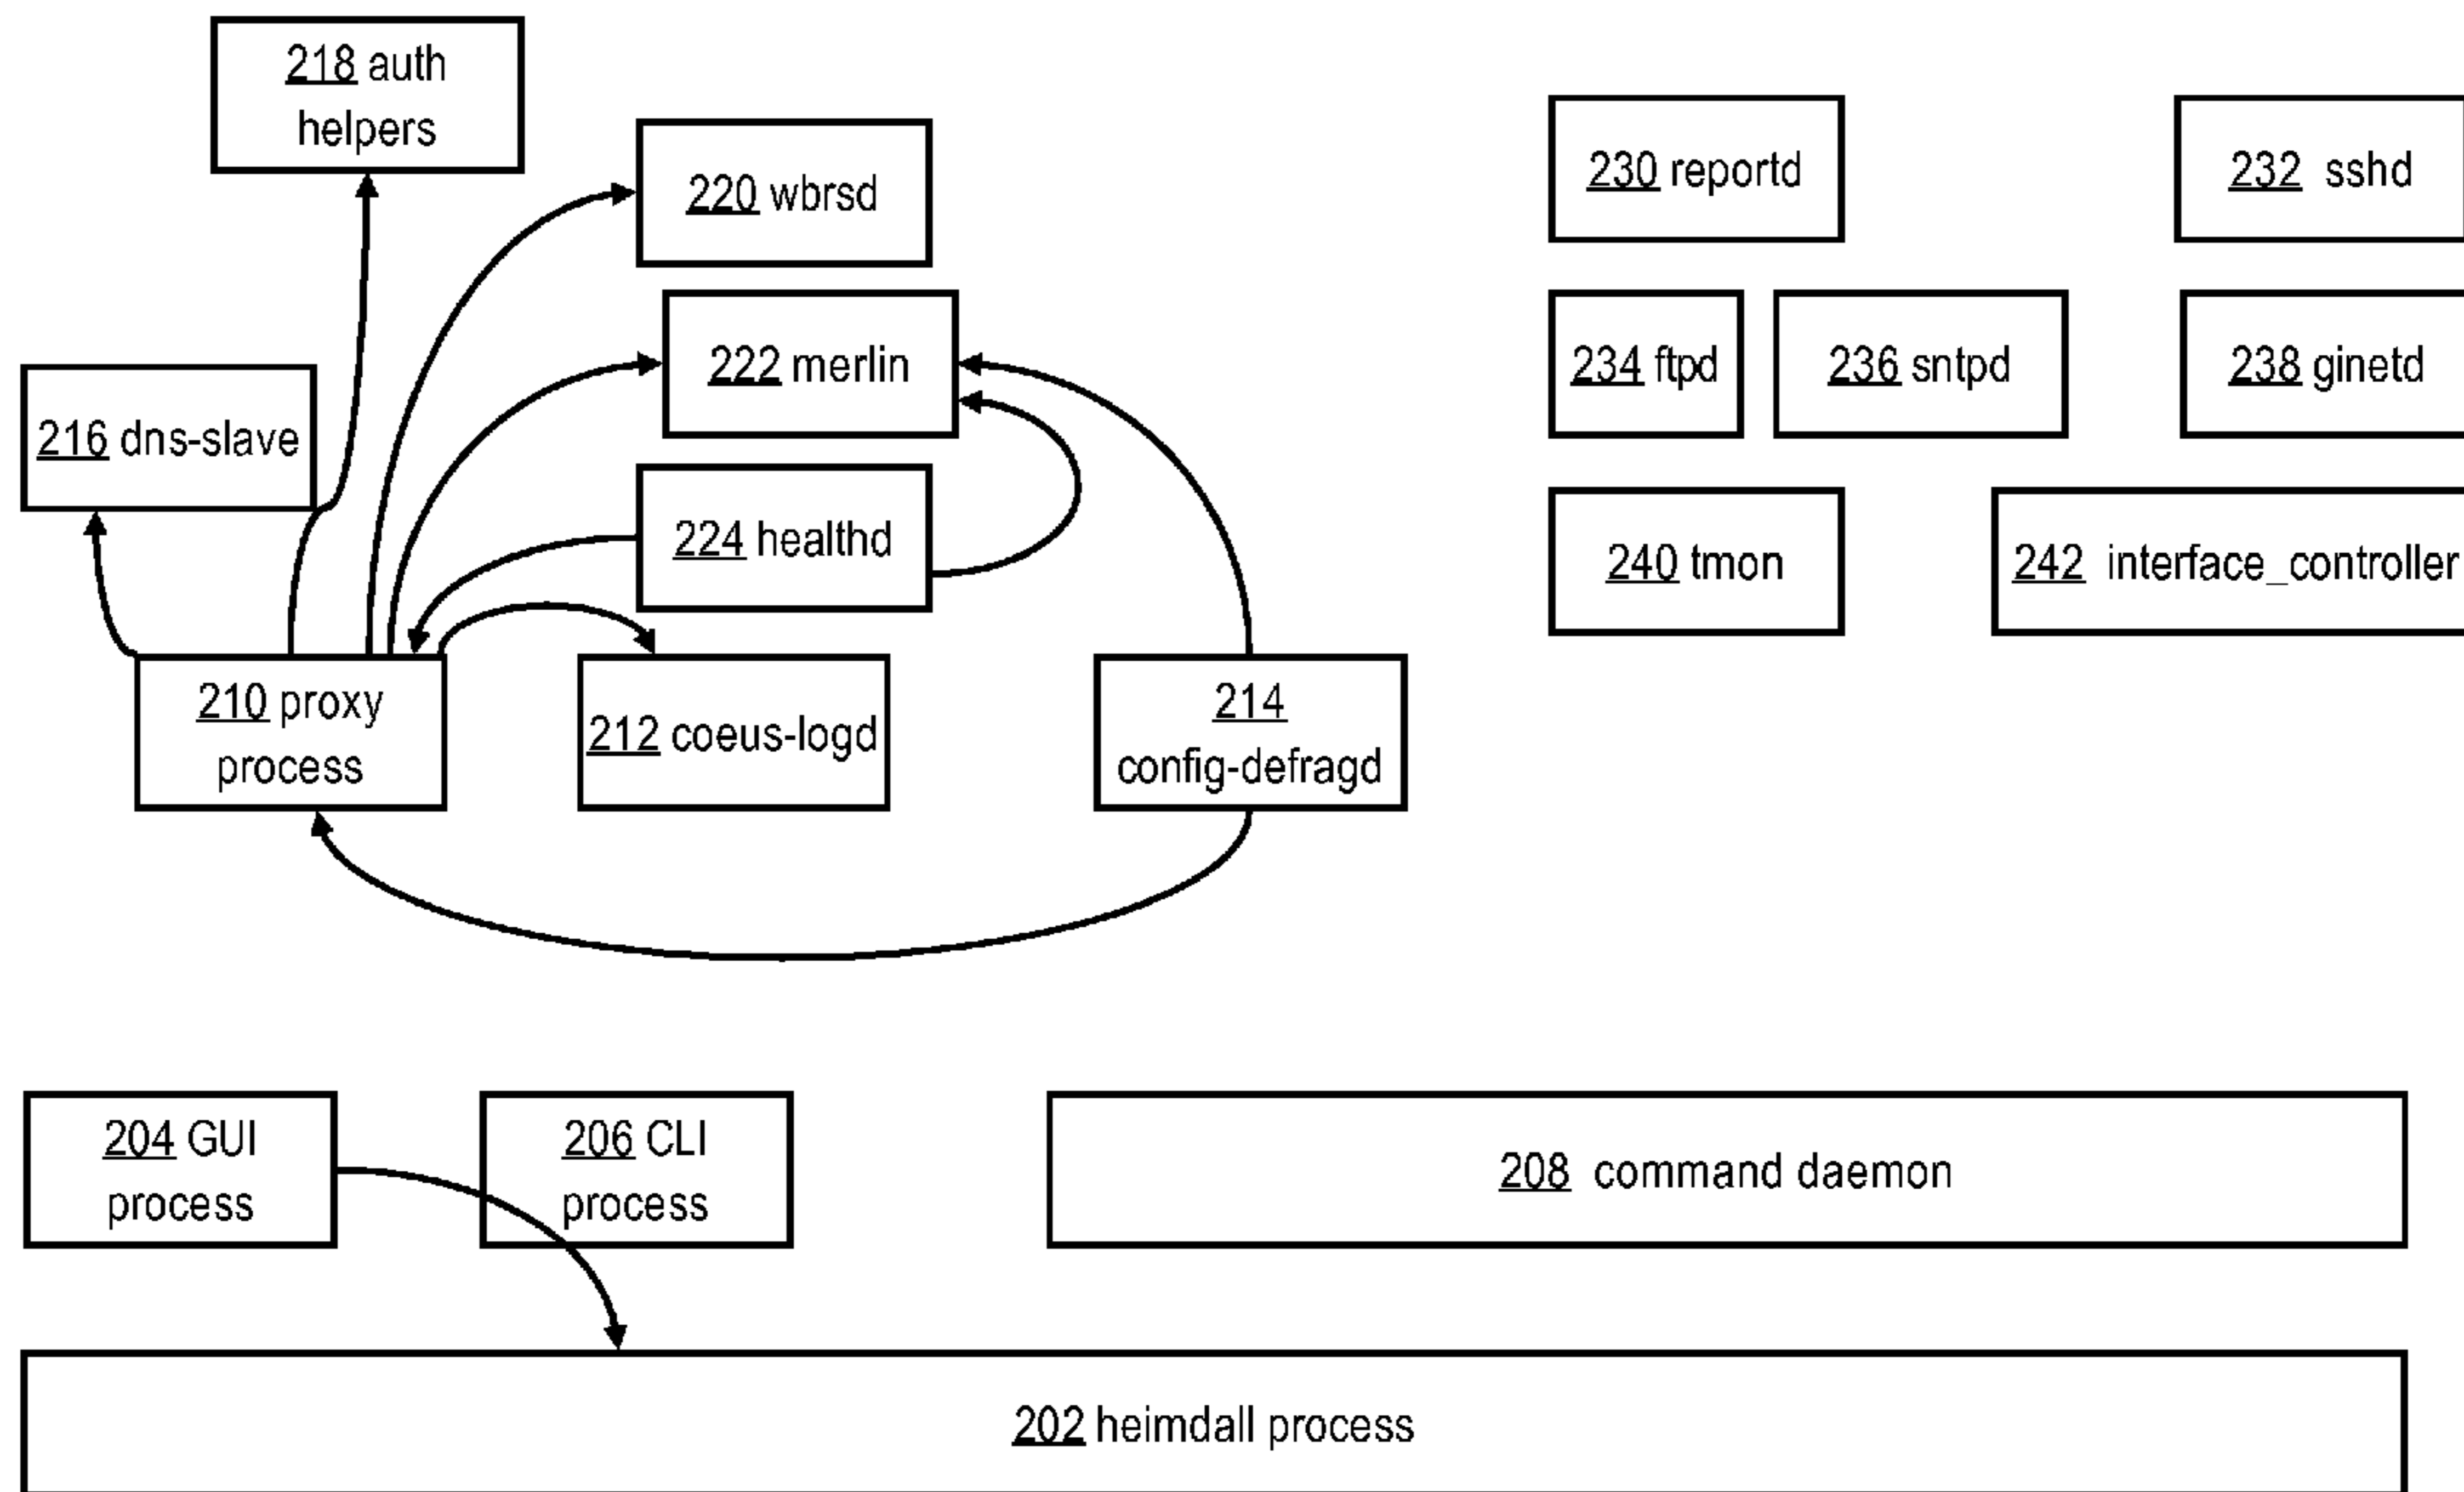 218 auth
helpers
220 wbrsd
230 reportd
232 sshd
222 merlin
234 ftpd
236 sntpd
238 ginetd
216 dns-slave
224 healthd
240 tmon
242 interface_controller
210 proxy
process
212 coeus-logd
214
config-defragd
204 GUI
process
206 CLI
process
208 command daemon
202 heimdall process